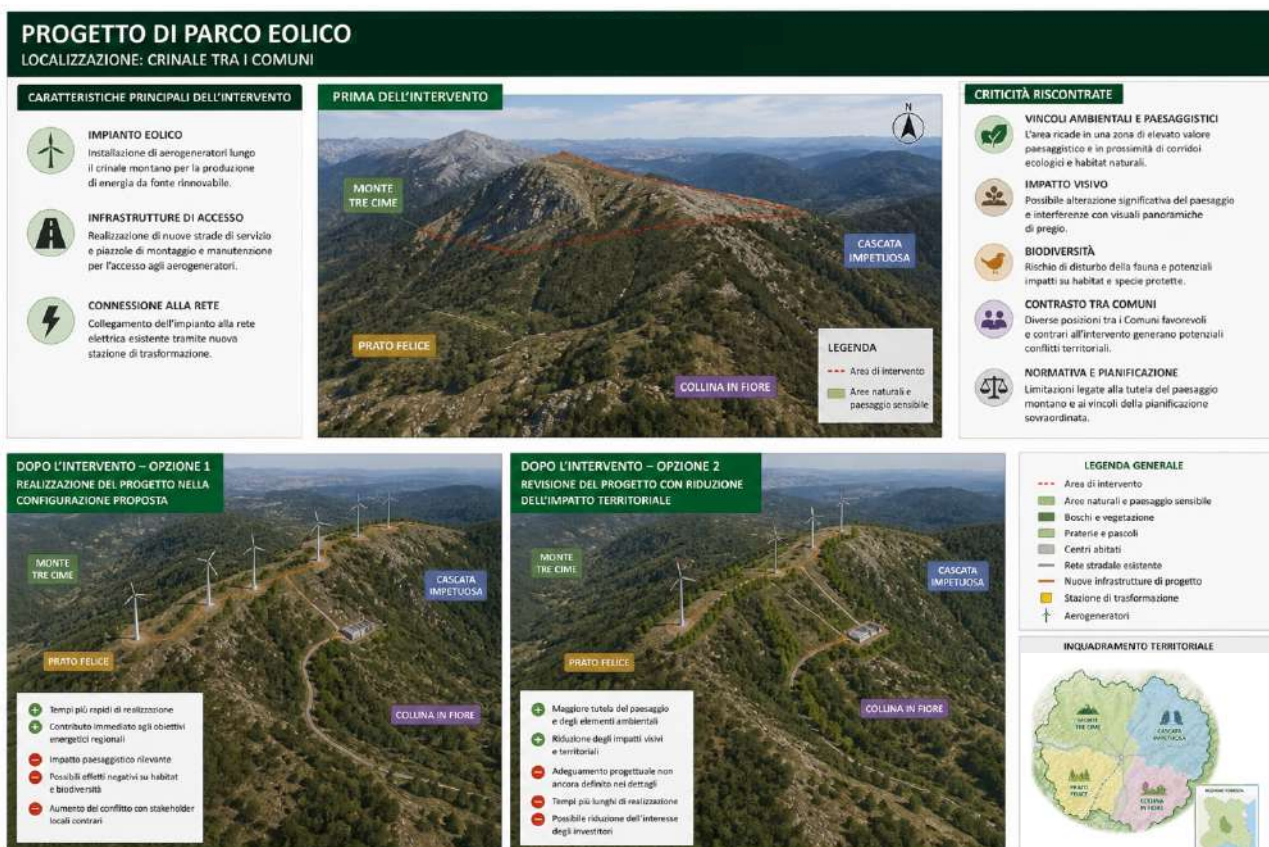 PROGETTO DI PARCO EOLICO
LOCALIZZAZIONE: CRINALE TRA I COMUNI
CARATTERISTICHE PRINCIPALI DELL'INTERVENTO
IMPIANTO EOLICO
Installazione di aerogeneratori lungo
il crinale montano per la produzione
di energia da fonte rinnovabile.
INFRASTRUTTURE DI ACCESSO
Realizzazione di nuove strade di servizio
e piazzole di montaggio e manutenzione
per l'accesso agli aerogeneratori.
CONNESSIONE ALLA RETE
Collegamento dell'impianto alla rete
elettrica esistente tramite nuova
stazione di trasformazione.
PRIMA DELL'INTERVENTO
N
MONTE
TRE CIME
CASCATA
IMPETUOSA
PRATO FELICE
COLLINA IN FIORE
LEGENDA
Area di intervento
Aree naturali e
paesaggio sensibile
CRITICITÀ RISCONTRATE
VINCOLI AMBIENTALI E PAESAGGISTICI
L'area ricade in una zona di elevato valore
paesaggistico e in prossimità di corridoi
ecologici e habitat naturali.
IMPATTO VISIVO
Possibile alterazione significativa del paesaggio
e interferenze con visuali panoramiche
di pregio.
BIODIVERSITÀ
Rischio di disturbo della fauna e potenziali
impatti su habitat e specie protette.
CONTRASTO TRA COMUNI
Diverse posizioni tra i Comuni favorevoli
e contrari all'intervento generano potenziali
conflitti territoriali.
NORMATIVA E PIANIFICAZIONE
Limitazioni legate alla tutela del paesaggio
montano e ai vincoli della pianificazione
sovraordinata.
DOPO L'INTERVENTO – OPZIONE 1
REALIZZAZIONE DEL PROGETTO NELLA
CONFIGURAZIONE PROPOSTA
MONTE
TRE CIME
CASCATA
IMPETUOSA
PRATO FELICE
COLLINA IN FIORE
Tempi più rapidi di realizzazione
Contributo immediato agli obiettivi
energetici regionali
Impatto paesaggistico rilevante
Possibili effetti negativi su habitat
e biodiversità
Aumento del conflitto con stakeholder
locali contrari
DOPO L'INTERVENTO – OPZIONE 2
REVISIONE DEL PROGETTO CON RIDUZIONE
DELL'IMPATTO TERRITORIALE
MONTE
TRE CIME
CASCATA
IMPETUOSA
PRATO FELICE
COLLINA IN FIORE
Maggiore tutela del paesaggio
e degli elementi ambientali
Riduzione degli impatti visivi
e territoriali
Adeguamento progettuale non
ancora definito nei dettagli
Tempi più lunghi di realizzazione
Possibile riduzione dell'interesse
degli investitori
LEGENDA GENERALE
Area di intervento
Aree naturali e paesaggio sensibile
Boschi e vegetazione
Praterie e pascoli
Centri abitati
Rete stradale esistente
Nuove infrastrutture di progetto
Stazione di trasformazione
Aerogeneratori
INQUADRAMENTO TERRITORIALE
MONTE
TRE CIME
CASCATA
IMPETUOSA
PRATO
FELICE
COLLINA
IN FIORE